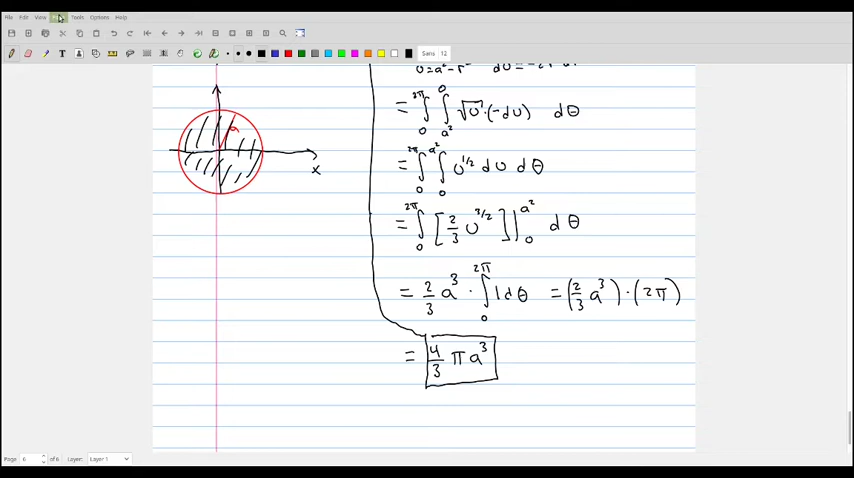 File Edit View Tools Options Help
Sans 12
a
x
u = a² - r² du = -2r dr
= ∫₀^2π ∫_a²^0 √u · (-du) dθ
= ∫₀^2π ∫₀^a² u^1/2 du dθ
= ∫₀^2π [2/3 u^3/2] |₀^a² dθ
= 2/3 a³ · ∫₀^2π 1 dθ = (2/3 a³) · (2π)
= 4/3 π a³
Page 6 of 6 Layer: Layer 1